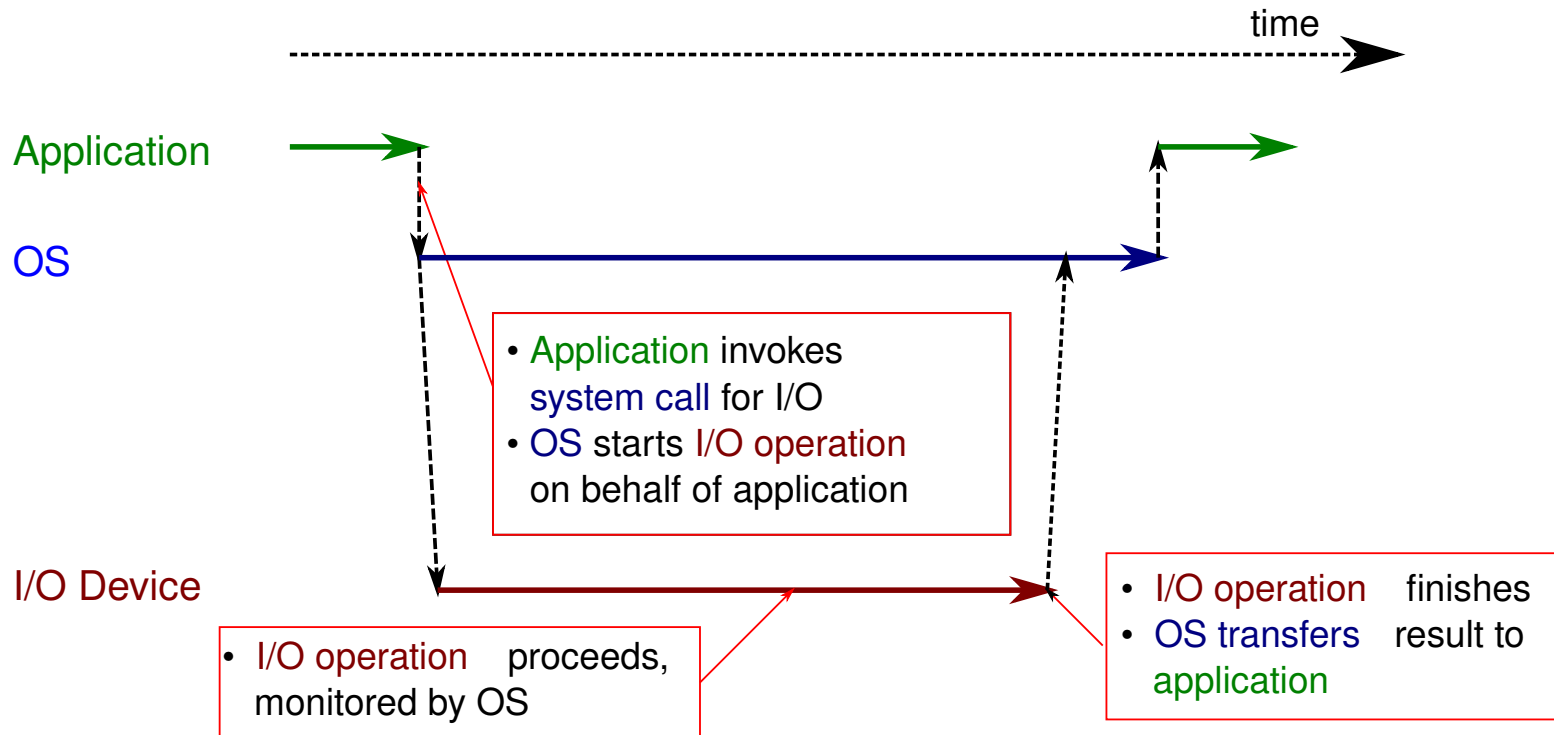 time
Application
OS
• Application invokes
system call for I/O
• OS starts I/O operation
on behalf of application
I/O Device
• I/O operation proceeds,
monitored by OS
• I/O operation finishes
• OS transfers result to
application